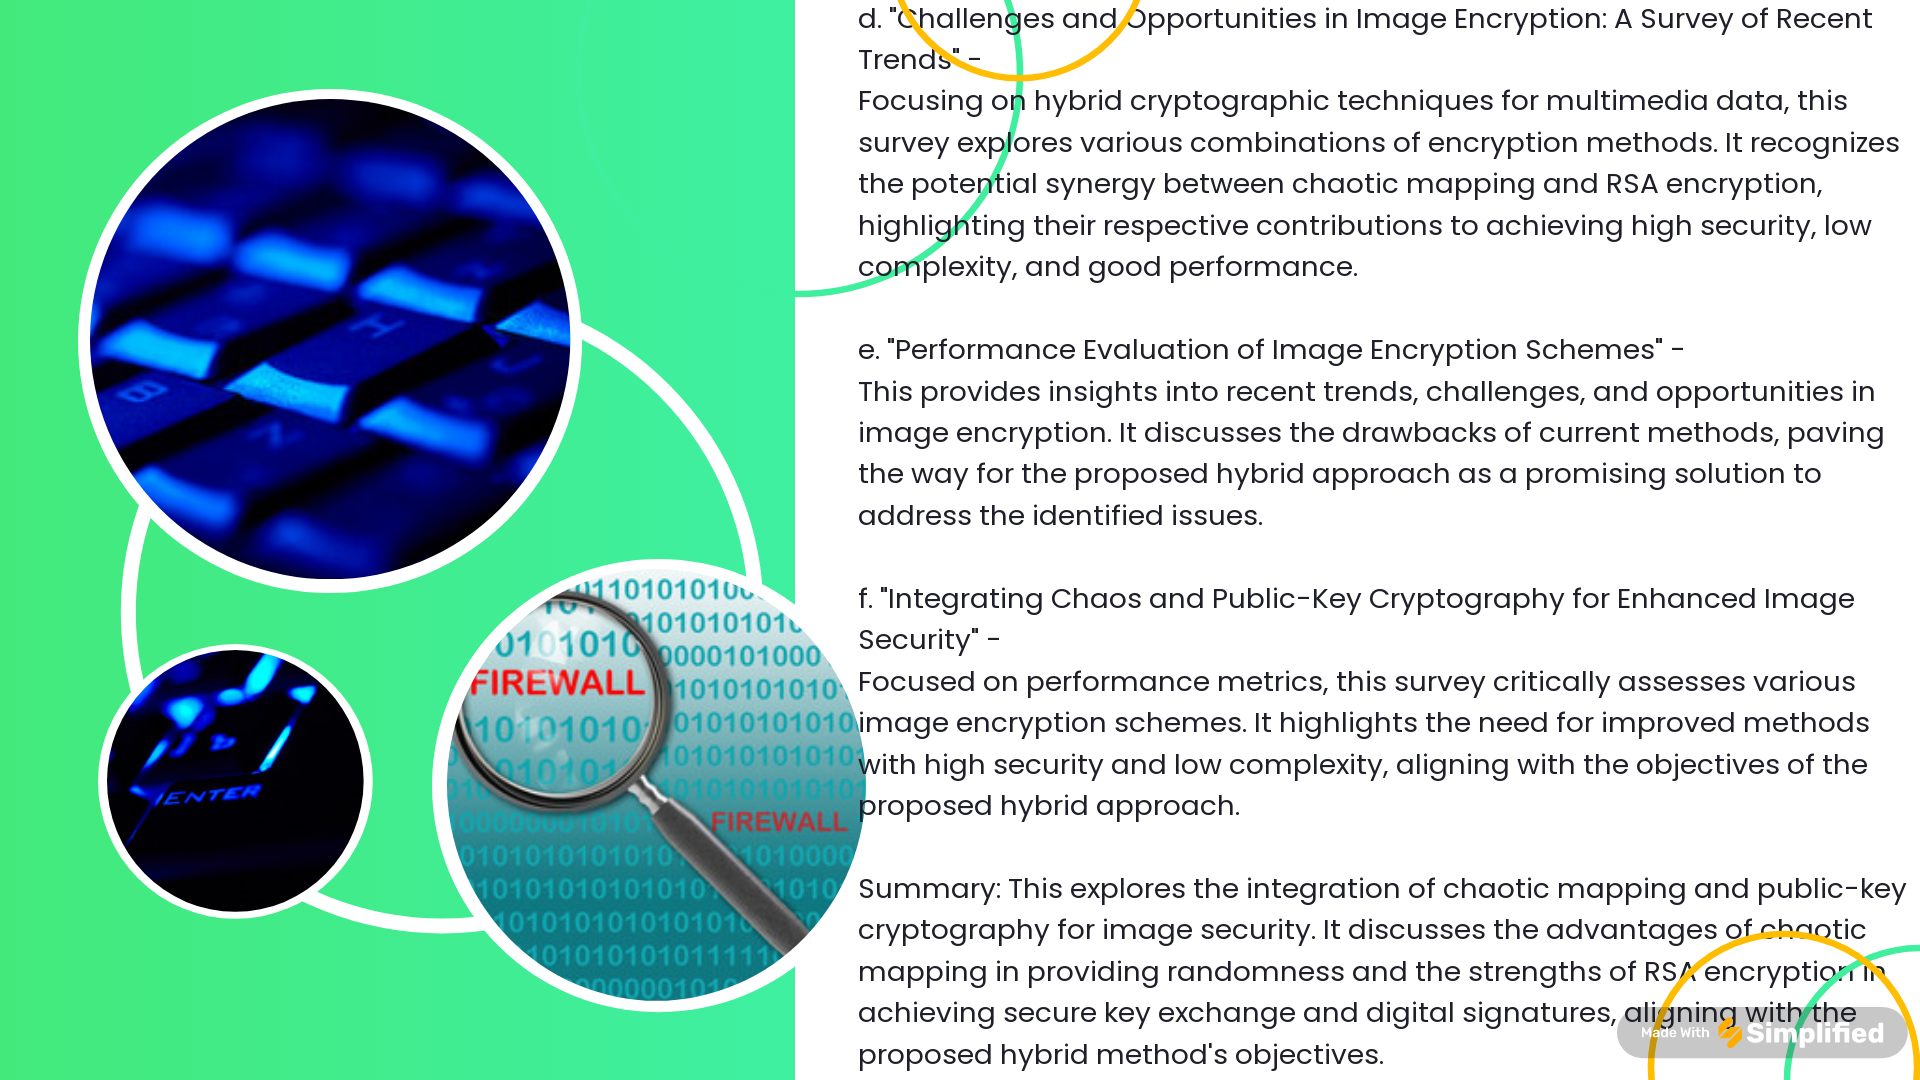 d. "Challenges and Opportunities in Image Encryption: A Survey of Recent
Trends" -
Focusing on hybrid cryptographic techniques for multimedia data, this
survey explores various combinations of encryption methods. It recognizes
the potential synergy between chaotic mapping and RSA encryption,
highlighting their respective contributions to achieving high security, low
complexity, and good performance.
e. "Performance Evaluation of Image Encryption Schemes" -
This provides insights into recent trends, challenges, and opportunities in
image encryption. It discusses the drawbacks of current methods, paving
the way for the proposed hybrid approach as a promising solution to
address the identified issues.
f. "Integrating Chaos and Public-Key Cryptography for Enhanced Image
Security" -
Focused on performance metrics, this survey critically assesses various
image encryption schemes. It highlights the need for improved methods
with high security and low complexity, aligning with the objectives of the
proposed hybrid approach.
Summary: This explores the integration of chaotic mapping and public-key
cryptography for image security. It discusses the advantages of chaotic
mapping in providing randomness and the strengths of RSA encryption in
achieving secure key exchange and digital signatures, aligning with the
proposed hybrid method's objectives.
H
B
N
J
ENTER
FIREWALL
FIREWALL
Made With Simplified